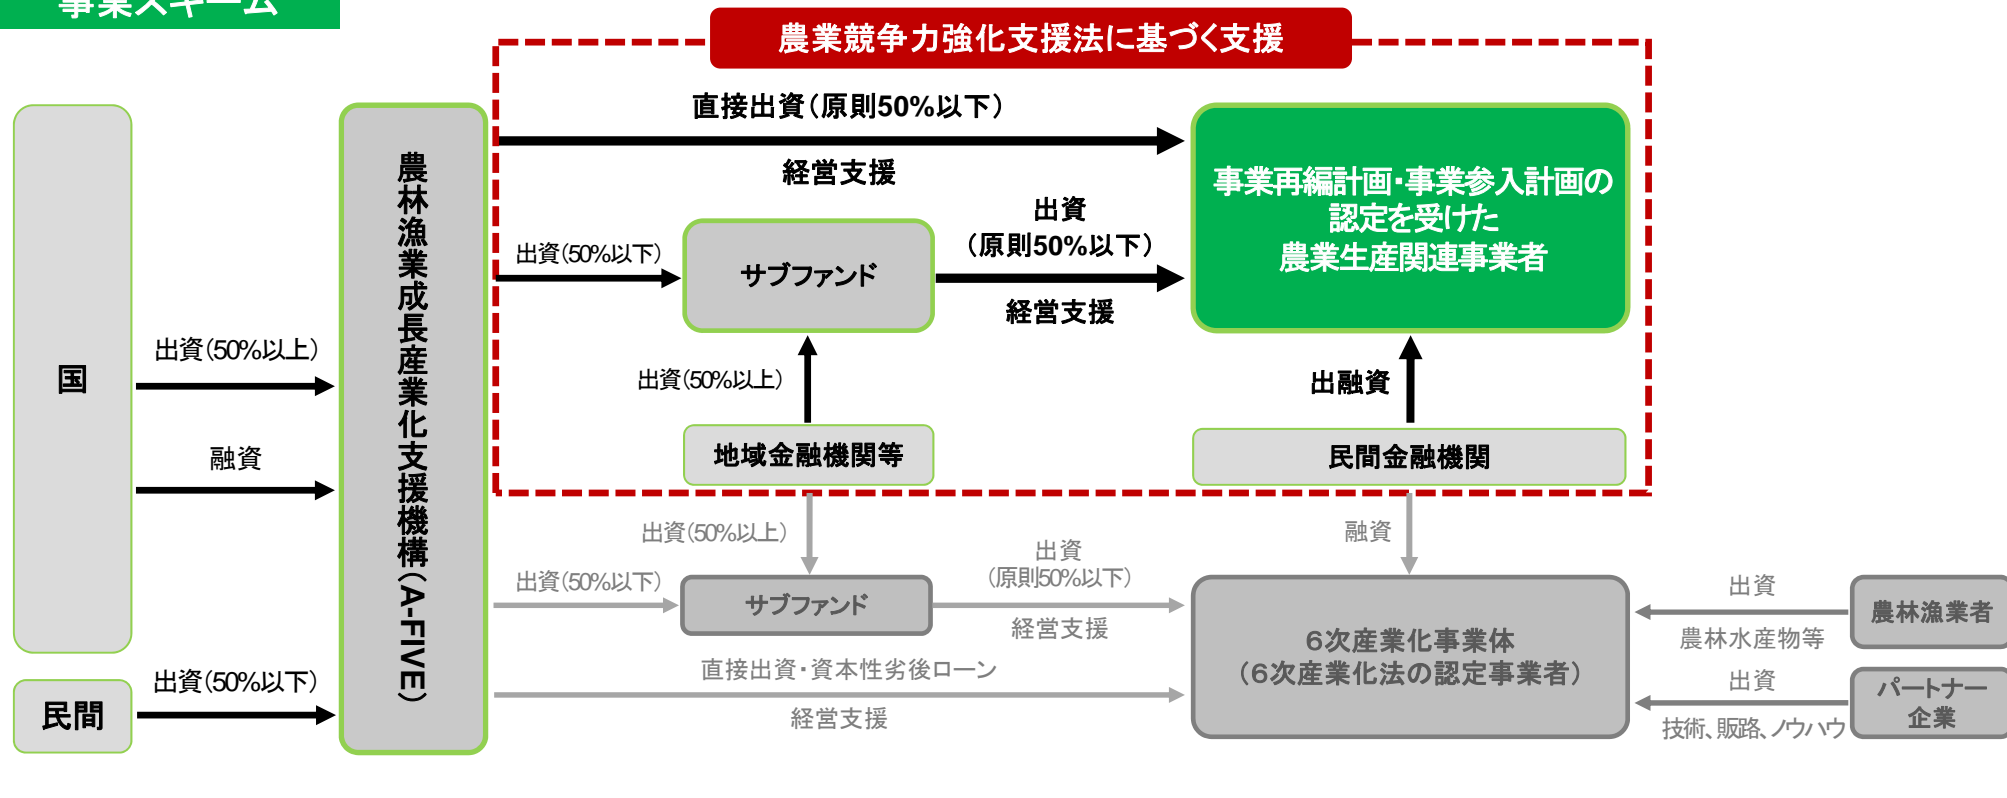 事業スキーム
農業競争力強化支援法に基づく支援
直接出資（原則50%以下）
経営支援
国
出資（50%以上）
融資
民間
出資（50%以下）
農林漁業成長産業化支援機構（A-FIVE）
出資（50%以下）
サブファンド
出資
（原則50%以下）
経営支援
事業再編計画・事業参入計画の
認定を受けた
農業生産関連事業者
出資（50%以上）
地域金融機関等
出融資
民間金融機関
出資（50%以上）
融資
出資（50%以下）
サブファンド
出資
（原則50%以下）
経営支援
直接出資・資本性劣後ローン
経営支援
６次産業化事業体
（６次産業化法の認定事業者）
出資
農林水産物等
農林漁業者
出資
技術、販路、ノウハウ
パートナー
企業